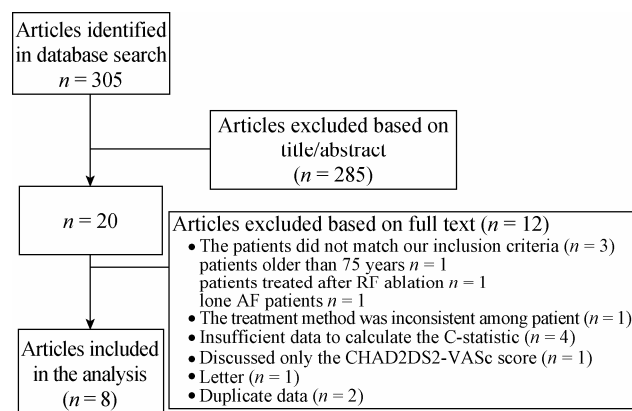 Articles identified
in database search
n = 305
Articles excluded based on
title/abstract
(n = 285)
n = 20
Articles excluded based on full text (n = 12)
• The patients did not match our inclusion criteria (n = 3)
patients older than 75 years n = 1
patients treated after RF ablation n = 1
lone AF patients n = 1
• The treatment method was inconsistent among patient (n = 1)
• Insufficient data to calculate the C-statistic (n = 4)
• Discussed only the CHAD2DS2-VASc score (n = 1)
• Letter (n = 1)
• Duplicate data (n = 2)
Articles included
in the analysis
(n = 8)